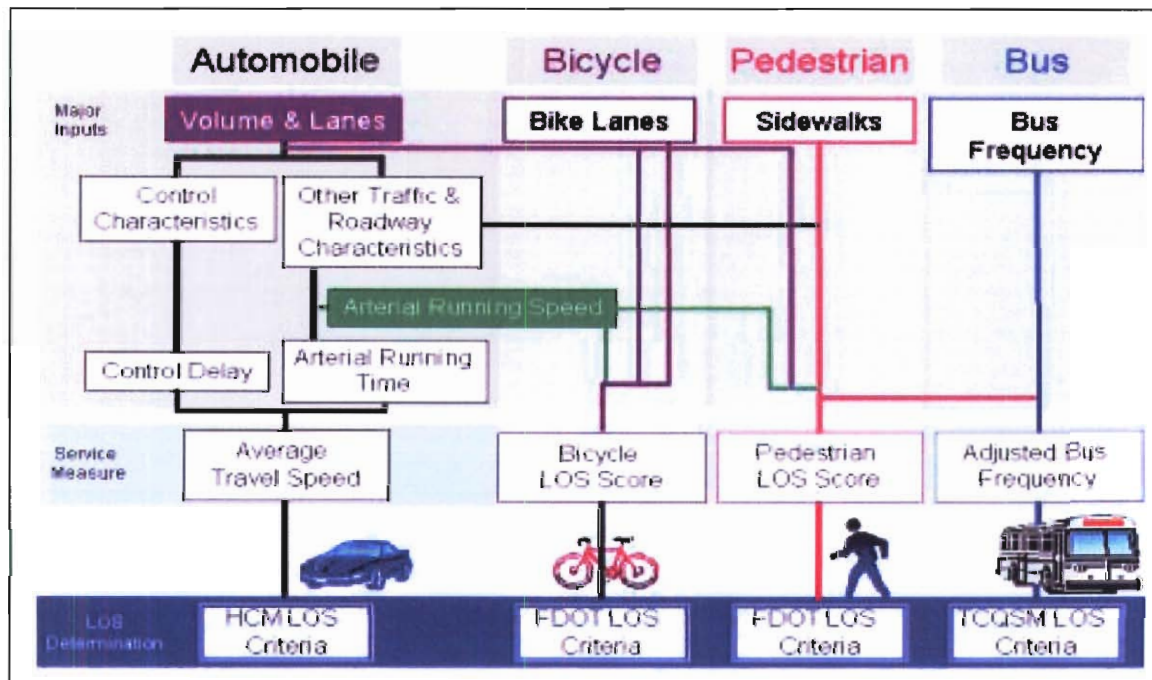 Automobile Bicycle Pedestrian Bus
Major
Inputs
Volume & Lanes
Bike Lanes
Sidewalks
Bus
Frequency
Control
Characteristics
Other Traffic &
Roadway
Characteristics
Arterial Running Speed
Control Delay
Arterial Running
Time
Service
Measure
Average
Travel Speed
Bicycle
LOS Score
Pedestrian
LOS Score
Adjusted Bus
Frequency
LOS
Determination
HCM LOS
Criteria
FDOT LOS
Criteria
FDOT LOS
Criteria
TCQSM LOS
Criteria